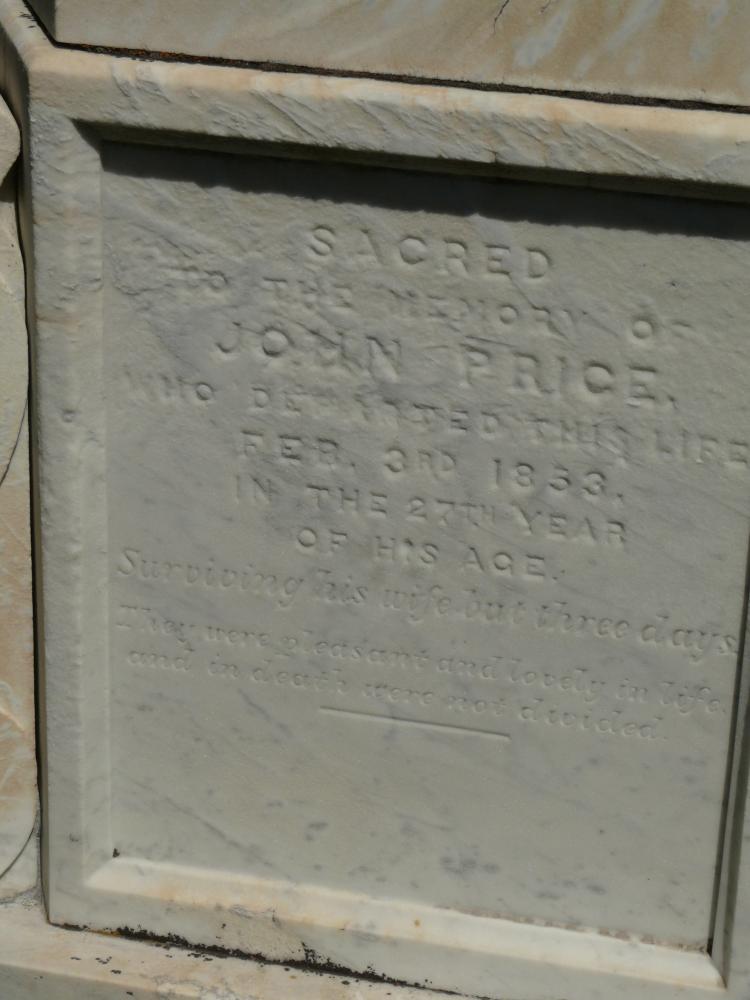 SACRED
TO THE MEMORY OF
JOHN PRICE,
WHO DEPARTED THIS LIFE
FEB. 3RD 1853,
IN THE 27TH YEAR
OF HIS AGE.
Surviving his wife but three days.
They were pleasant and lovely in life,
and in death were not divided.